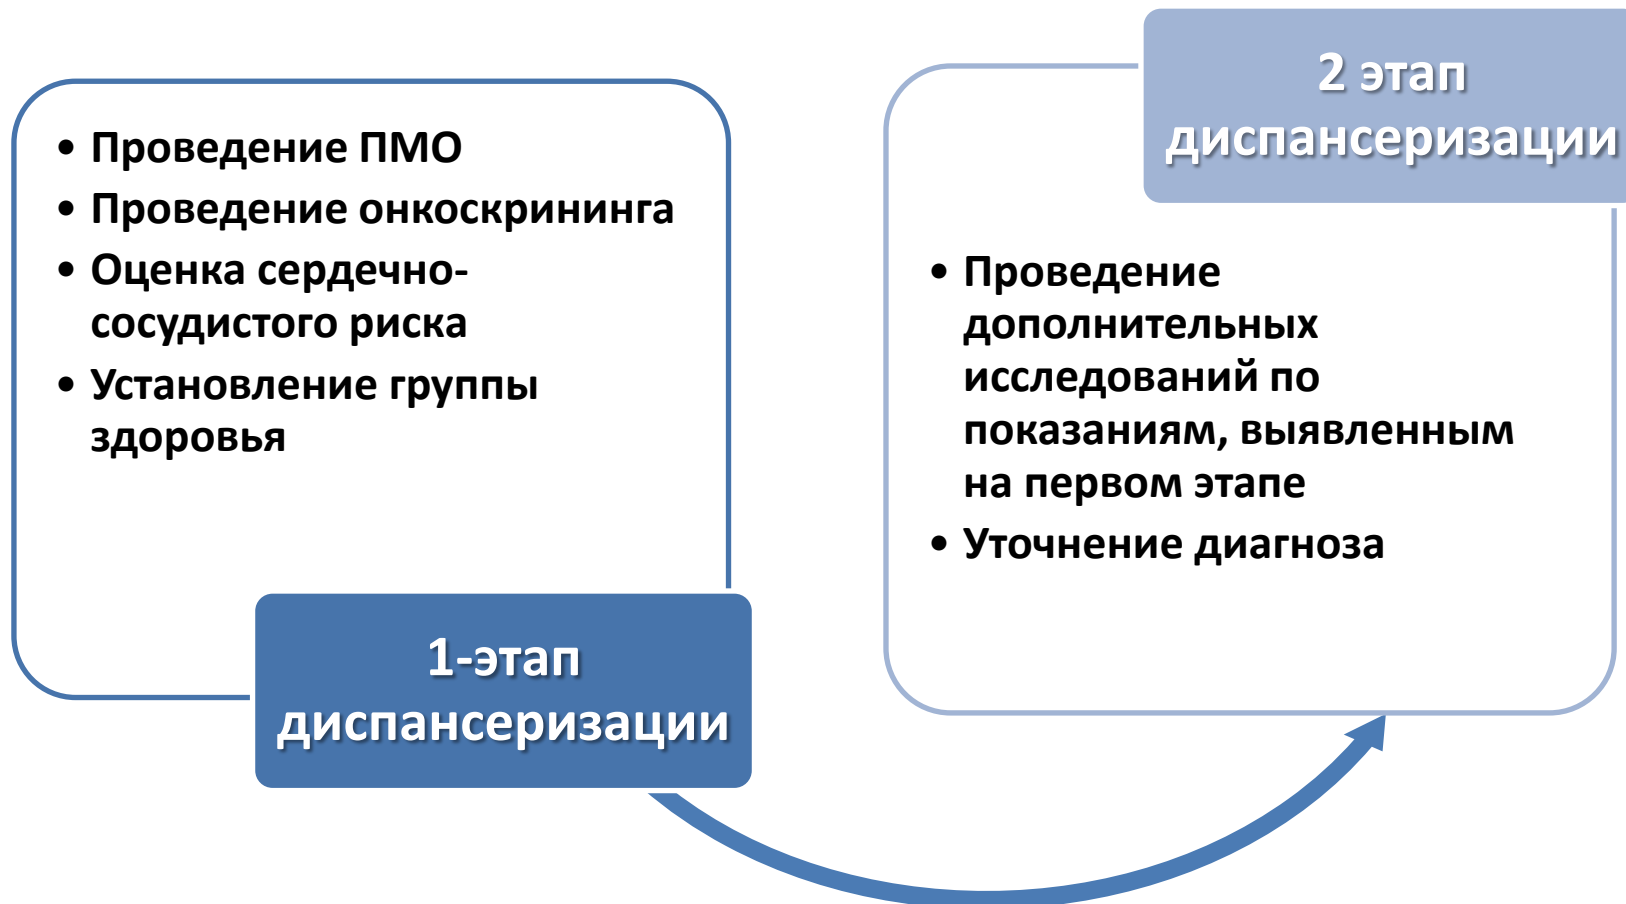 • Проведение ПМО
• Проведение онкоскрининга
• Оценка сердечно-
сосудистого риска
• Установление группы
здоровья
1-этап
диспансеризации
2 этап
диспансеризации
• Проведение
дополнительных
исследований по
показаниям, выявленным
на первом этапе
• Уточнение диагноза